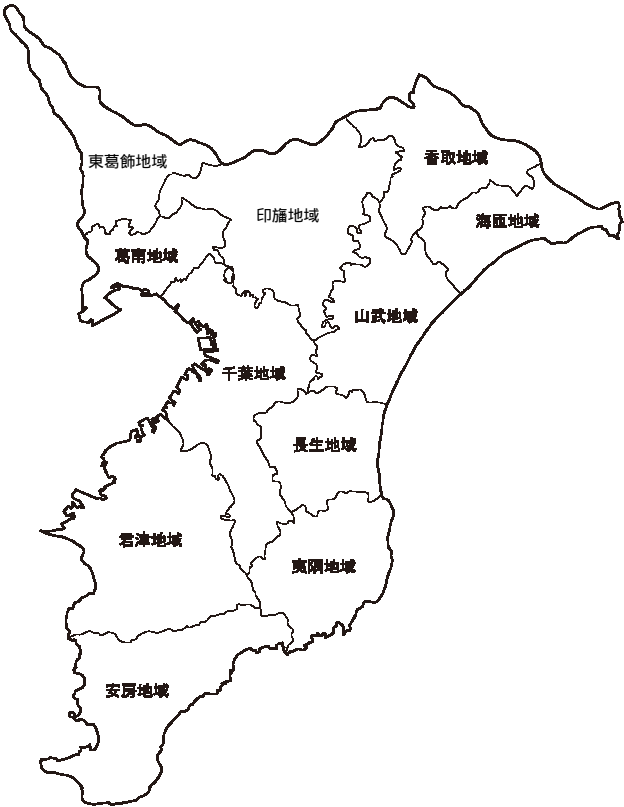 香取地域
東葛飾地域
印旛地域
海匝地域
葛南地域
山武地域
千葉地域
長生地域
君津地域
夷隅地域
安房地域